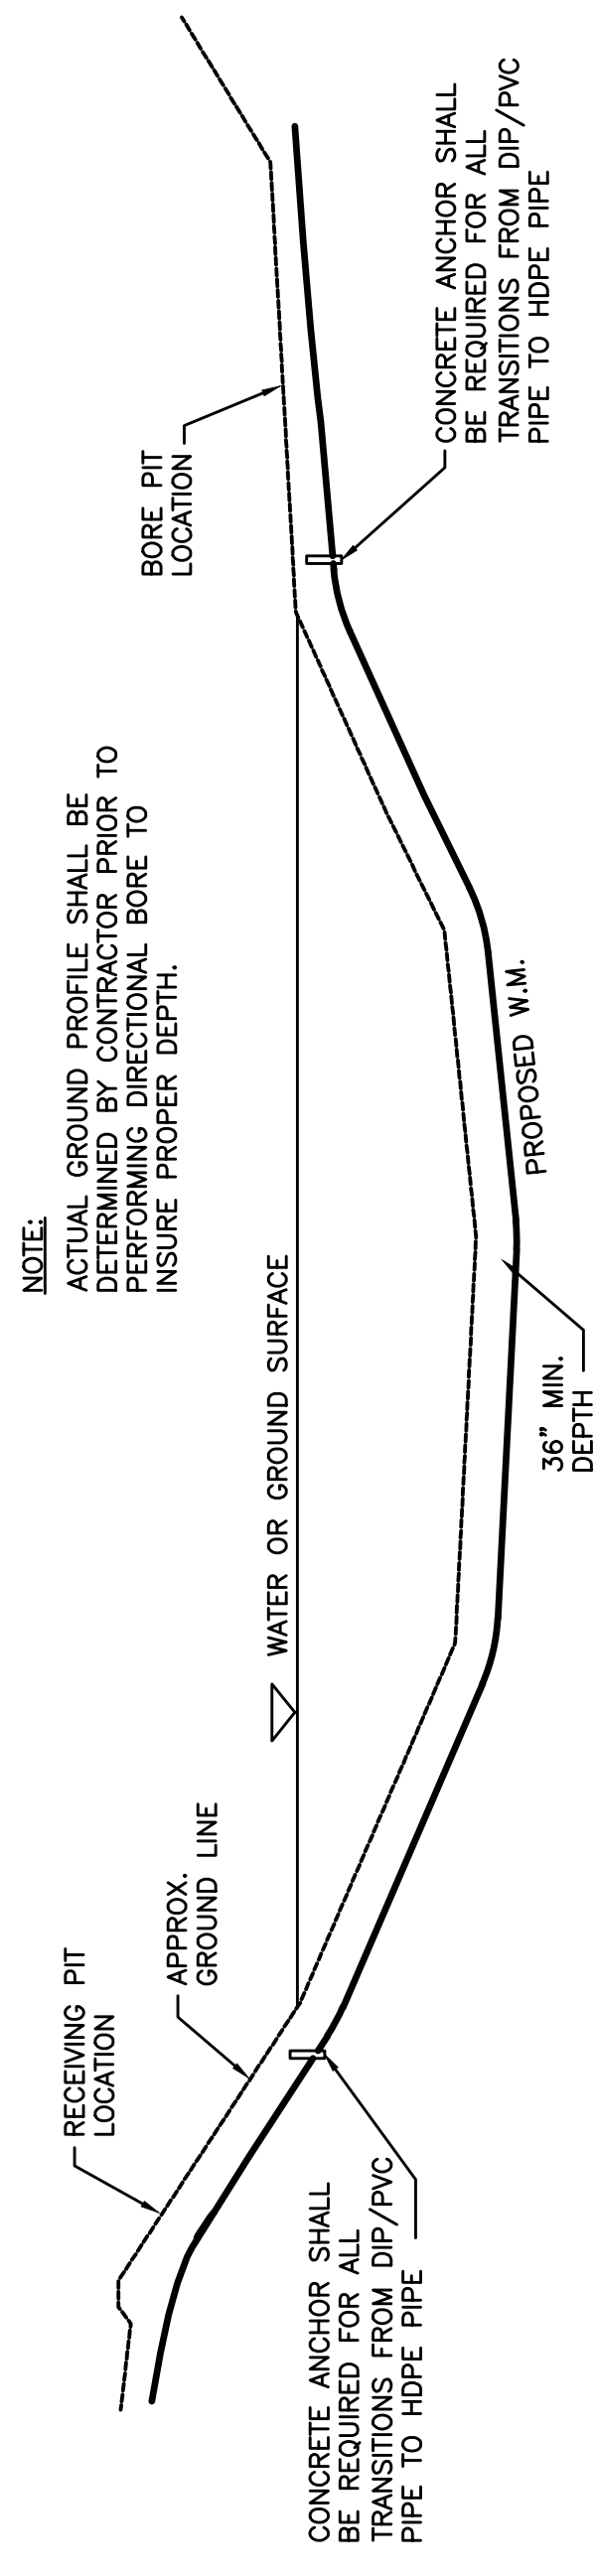 NOTE:
ACTUAL GROUND PROFILE SHALL BE
DETERMINED BY CONTRACTOR PRIOR TO
PERFORMING DIRECTIONAL BORE TO
INSURE PROPER DEPTH.
RECEIVING PIT
LOCATION
APPROX.
GROUND LINE
WATER OR GROUND SURFACE
BORE PIT
LOCATION
CONCRETE ANCHOR SHALL
BE REQUIRED FOR ALL
TRANSITIONS FROM DIP/PVC
PIPE TO HDPE PIPE
36” MIN.
DEPTH
PROPOSED W.M.
CONCRETE ANCHOR SHALL
BE REQUIRED FOR ALL
TRANSITIONS FROM DIP/PVC
PIPE TO HDPE PIPE